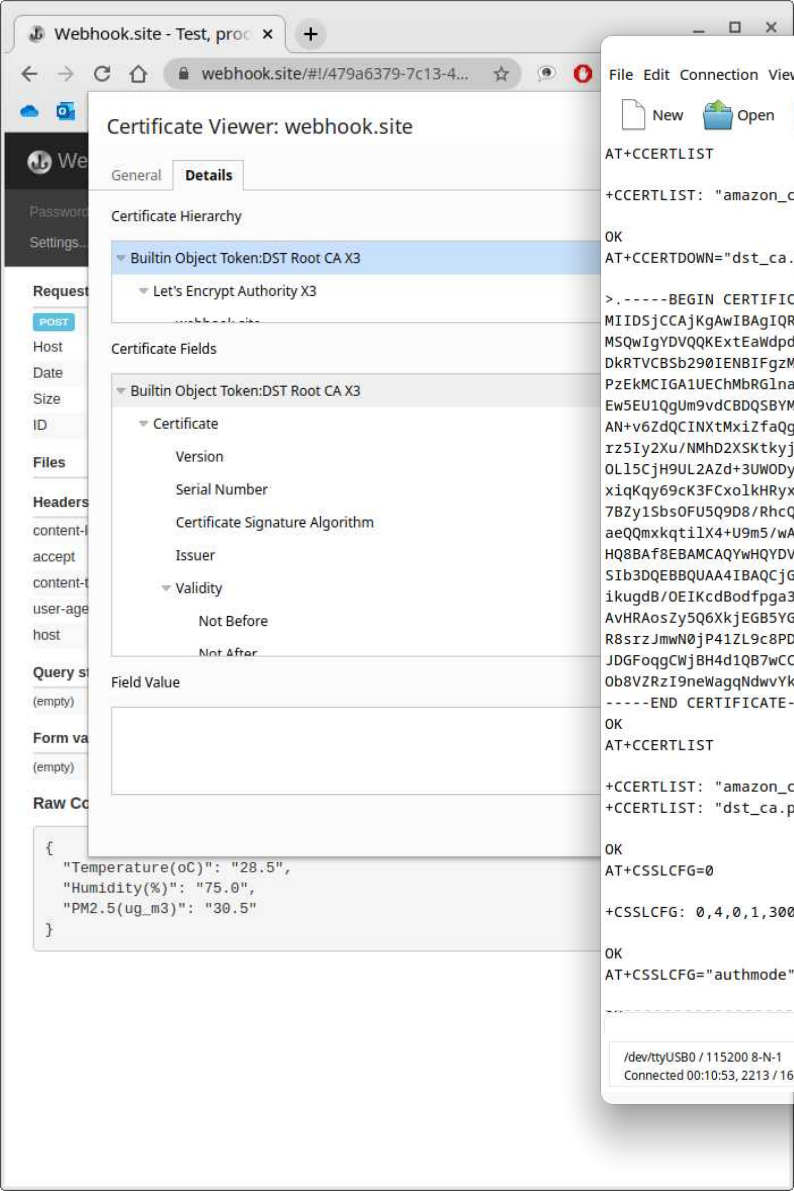 Webhook.site - Test, proc
webhook.site/#!/479a6379-7c13-4...
We
Password
Settings...
Request
POST
Host
Date
Size
ID
Files
Headers
content-l
accept
content-t
user-age
host
Query st
(empty)
Form va
(empty)
Raw Co
{
"Temperature(oC)": "28.5",
"Humidity(%)": "75.0",
"PM2.5(ug_m3)": "30.5"
}
Certificate Viewer: webhook.site
General
Details
Certificate Hierarchy
Builtin Object Token:DST Root CA X3
Let's Encrypt Authority X3
webhook.site
Certificate Fields
Builtin Object Token:DST Root CA X3
Certificate
Version
Serial Number
Certificate Signature Algorithm
Issuer
Validity
Not Before
Not After
Field Value
File Edit Connection View
New Open
AT+CCERTLIST
+CCERTLIST: "amazon_c
OK
AT+CCERTDOWN="dst_ca.
>.-----BEGIN CERTIFIC
MIIDSjCCAjKgAwIBAgIQR
MSQwIgYDVQQKExtEaWdpd
DkRTVCBSb290IENBIFgzM
PzEkMCIGA1UEChMbRGlna
Ew5EU1QgUm9vdCBDQSBYM
AN+v6ZdQCINXtMxiZfaQg
rz5Iy2Xu/NMhD2XSKtkyj
OLl5CjH9UL2AZd+3UWODy
xiqKqy69cK3FCxolkHRyx
7BZy1SbsOFU5Q9D8/RhcQ
aeQQmxkqtilX4+U9m5/wA
HQ8BAf8EBAMCAQYwHQYDV
SIb3DQEBBQUAA4IBAQCjG
ikugdB/OEIKcdBodfpga3
AvHRAosZy5Q6XkjEGB5YG
R8srzJmwN0jP41ZL9c8PD
JDGFoqgCWjBH4d1QB7wCC
Ob8VZRzI9neWagqNdwvYk
-----END CERTIFICATE-
OK
AT+CCERTLIST
+CCERTLIST: "amazon_c
+CCERTLIST: "dst_ca.p
OK
AT+CSSLCFG=0
+CSSLCFG: 0,4,0,1,300
OK
AT+CSSLCFG="authmode"
/dev/ttyUSB0 / 115200 8-N-1
Connected 00:10:53, 2213 / 16